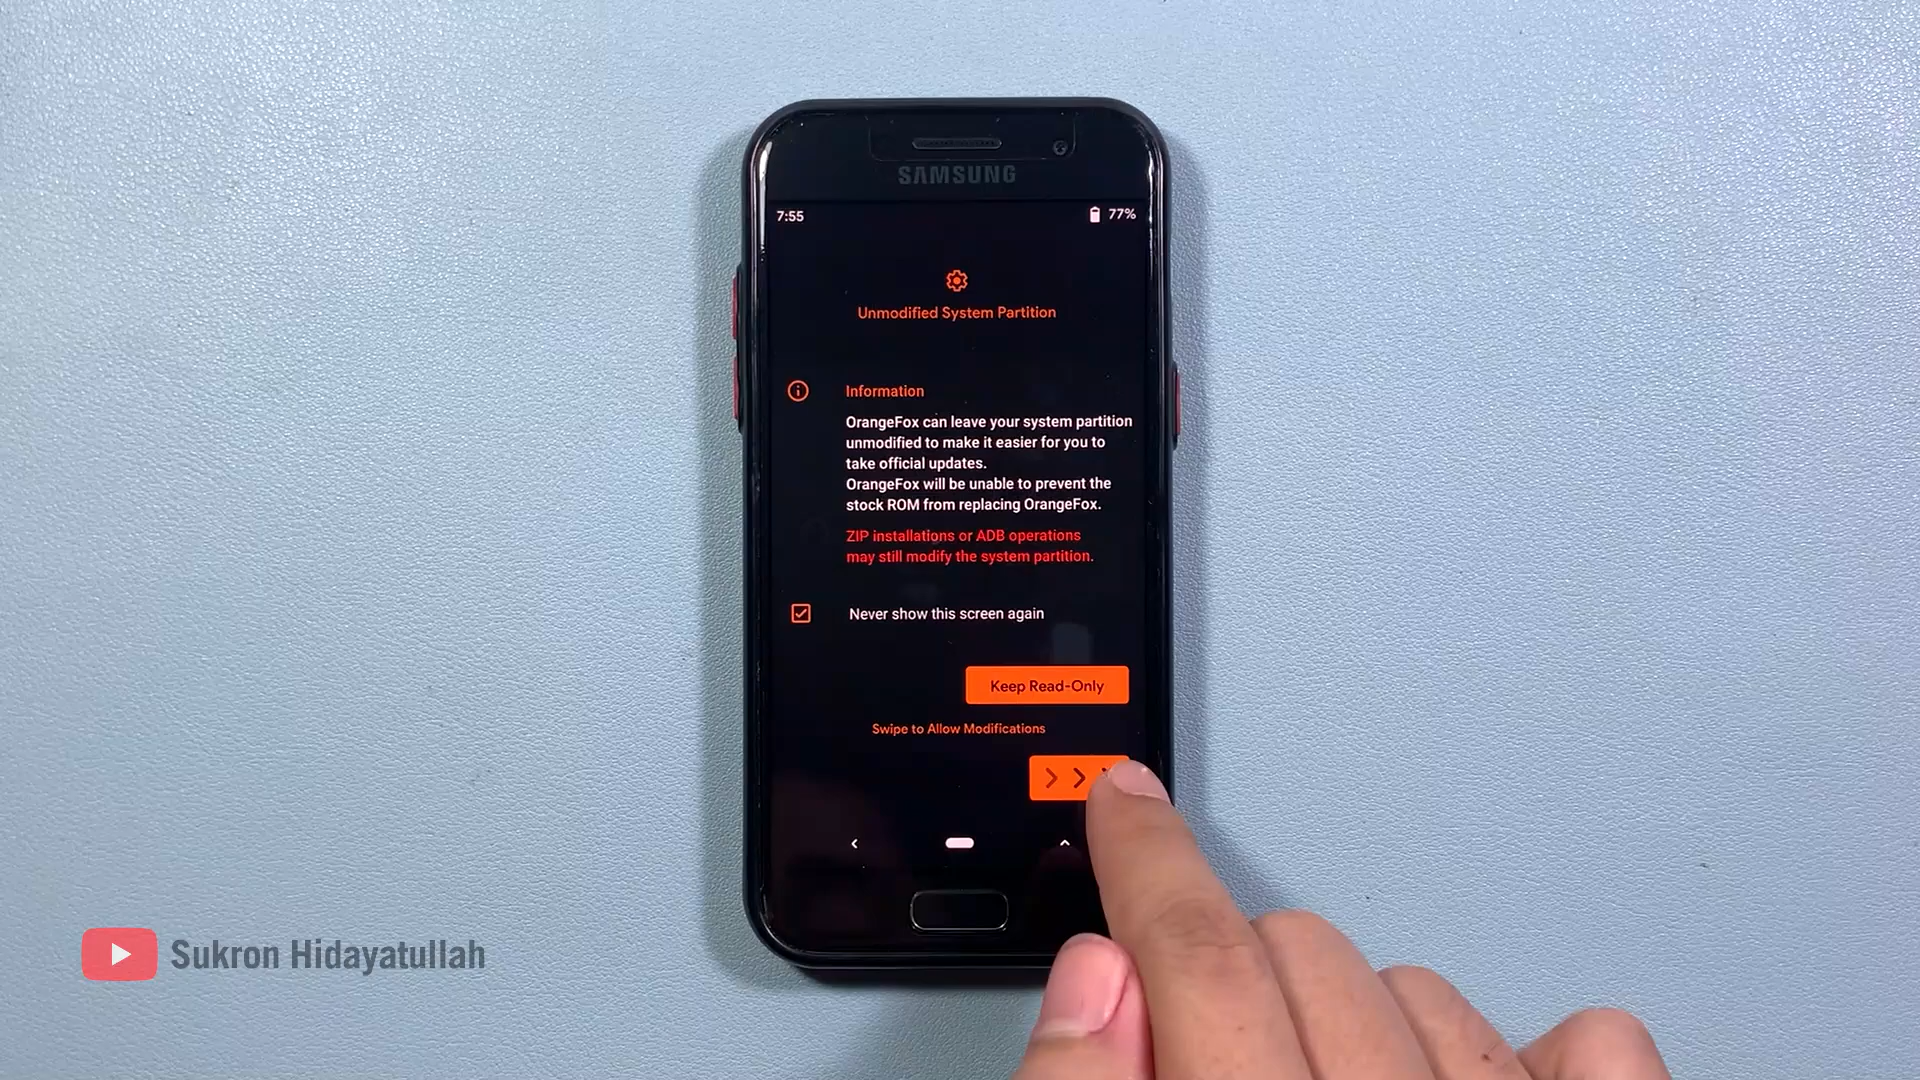 SAMSUNG
7:55
77%
Unmodified System Partition
Information
OrangeFox can leave your system partition
unmodified to make it easier for you to
take official updates.
OrangeFox will be unable to prevent the
stock ROM from replacing OrangeFox.
ZIP installations or ADB operations
may still modify the system partition.
Never show this screen again
Keep Read-Only
Swipe to Allow Modifications
Sukron Hidayatullah